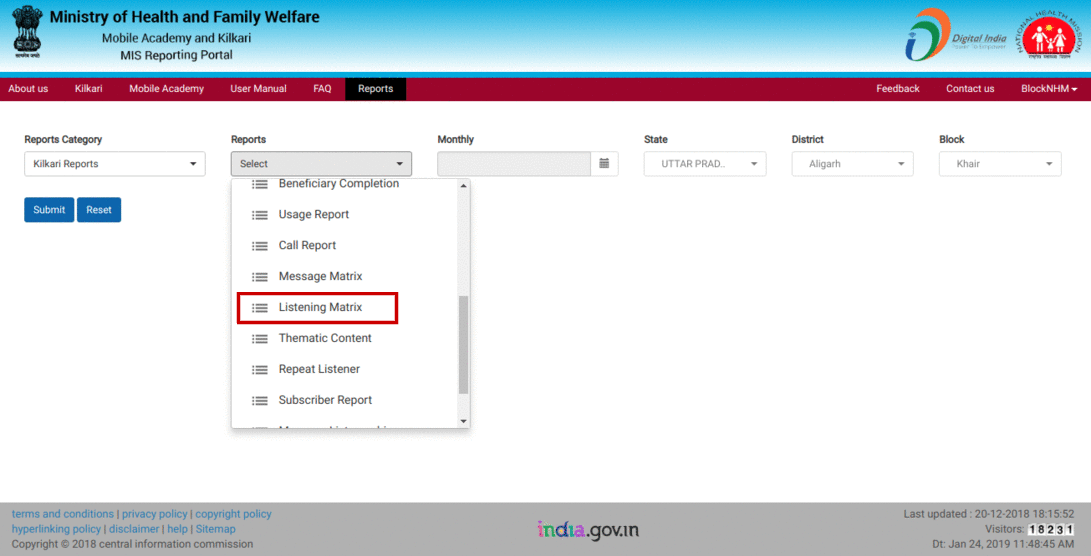 Ministry of Health and Family Welfare
Mobile Academy and Kilkari
MIS Reporting Portal
Digital India
Power To Empower
NATIONAL HEALTH MISSION
About us Kilkari Mobile Academy User Manual FAQ Reports Feedback Contact us BlockNHM
Reports Category Reports Monthly State District Block
Kilkari Reports Select UTTAR PRAD.. Aligarh Khair
Submit Reset
Beneficiary Completion
Usage Report
Call Report
Message Matrix
Listening Matrix
Thematic Content
Repeat Listener
Subscriber Report
terms and conditions | privacy policy | copyright policy
hyperlinking policy | disclaimer | help | Sitemap
Copyright © 2018 central information commission
india.gov.in
Last updated : 20-12-2018 18:15:52
Visitors: 18231
Dt: Jan 24, 2019 11:48:45 AM